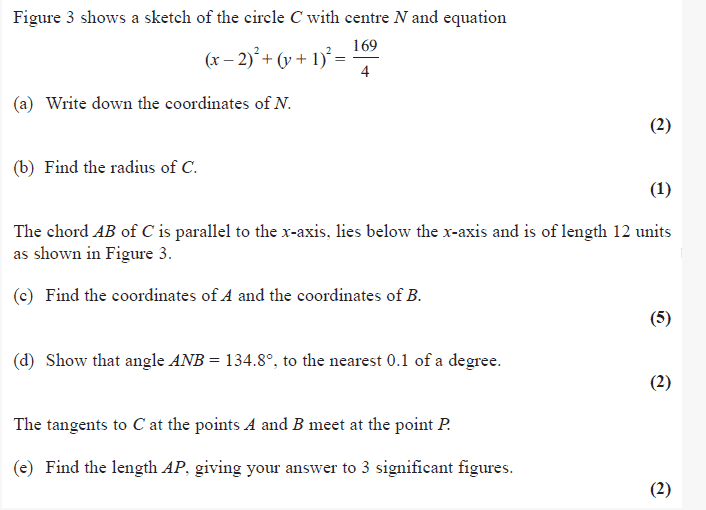 Figure 3 shows a sketch of the circle C with centre N and equation
(x – 2)² + (y + 1)² = 169/4
(a) Write down the coordinates of N.
(2)
(b) Find the radius of C.
(1)
The chord AB of C is parallel to the x-axis, lies below the x-axis and is of length 12 units
as shown in Figure 3.
(c) Find the coordinates of A and the coordinates of B.
(5)
(d) Show that angle ANB = 134.8°, to the nearest 0.1 of a degree.
(2)
The tangents to C at the points A and B meet at the point P.
(e) Find the length AP, giving your answer to 3 significant figures.
(2)